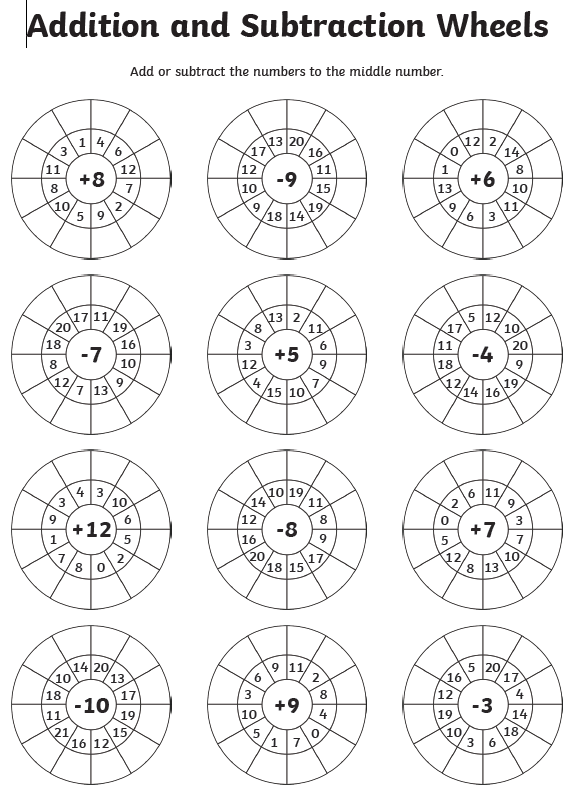 Addition and Subtraction Wheels
Add or subtract the numbers to the middle number.
1 4 6 12 7 2 9 5 10 8 11 3
+8
13 20 16 11 15 19 14 18 9 10 12 17
-9
12 2 14 8 10 11 3 6 9 13 1 0
+6
17 11 19 16 10 9 13 7 12 8 18 20
-7
13 2 11 6 9 7 10 15 4 12 3 8
+5
5 12 10 20 9 19 16 14 12 18 11 17
-4
4 3 10 6 5 2 0 8 7 1 9 3
+12
10 19 11 8 9 17 15 18 20 16 12 14
-8
6 11 9 3 7 10 13 8 12 5 0 2
+7
14 20 13 17 19 15 12 16 21 11 18 10
-10
9 11 2 8 4 0 7 1 5 10 3 6
+9
5 20 17 4 14 18 6 3 10 19 12 16
-3